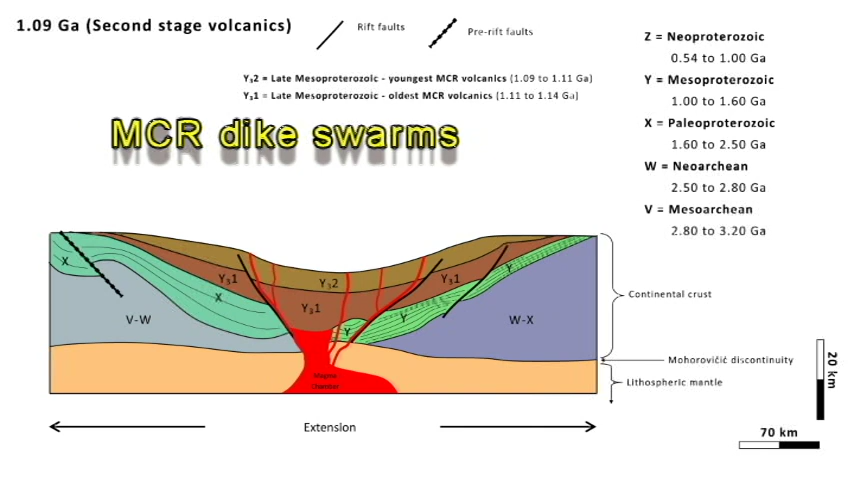 1.09 Ga (Second stage volcanics)
Rift faults
Pre-rift faults
Y₃2 = Late Mesoproterozoic - youngest MCR volcanics (1.09 to 1.11 Ga)
Y₃1 = Late Mesoproterozoic - oldest MCR volcanics (1.11 to 1.14 Ga)
MCR dike swarms
Z = Neoproterozoic
0.54 to 1.00 Ga
Y = Mesoproterozoic
1.00 to 1.60 Ga
X = Paleoproterozoic
1.60 to 2.50 Ga
W = Neoarchean
2.50 to 2.80 Ga
V = Mesoarchean
2.80 to 3.20 Ga
X
X
V-W
Y₃1
Y₃2
Y₃1
Y₃1
Y
Y
Y
W-X
Magma
Chamber
Continental crust
Mohorovičić discontinuity
Lithospheric mantle
20 km
70 km
Extension